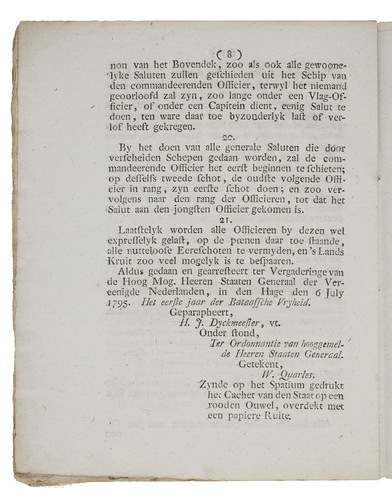 ( 8 )
non van het Bovendek, zoo als ook alle gewoone-
lyke Saluten zullen geschieden uit het Schip van
den commandeerenden Officier, terwyl het niemand
geoorloofd zal zyn, zoo lange onder een Vlag-Of-
ficier, of onder een Capitein dient, eenig Salut te
doen, ten ware daar toe byzonderlyk last of ver-
lof heeft gekregen.
20.
By het doen van alle generale Saluten die door
verscheiden Schepen gedaan worden, zal de com-
mandeerende Officier het eerst beginnen te schieten;
op desselfs tweede schot, de oudste volgende Offi-
cier in rang, zyn eerste schot doen; en zoo ver-
volgens naar den rang der Officieren, tot dat het
Salut aan den jongsten Officier gekomen is.
21.
Laatstelyk worden alle Officieren by dezen wel
expresselyk gelast, op de pœnen daar toe staande,
alle nutteloose Eereschoten te vermyden, en 's Lands
Kruit zoo veel mogelyk is te bespaaren.
Aldus gedaan en gearresteert ter Vergaderinge van
de Hoog Mog. Heeren Staaten Generaal der Ver-
eenigde Nederlanden, in den Hage den 6 July
1795. Het eerste jaar der Bataafsche Vryheid.
Geparapheert,
H. J. Dyckmeester, vt.
Onder stond,
Ter Ordonnantie van hooggemel-
de Heeren Staaten Generaal.
Getekent,
W. Quarles.
Zynde op het Spatium gedrukt
het Cachet van den Staat op een
rooden Ouwel, overdekt met
een papiere Ruite.